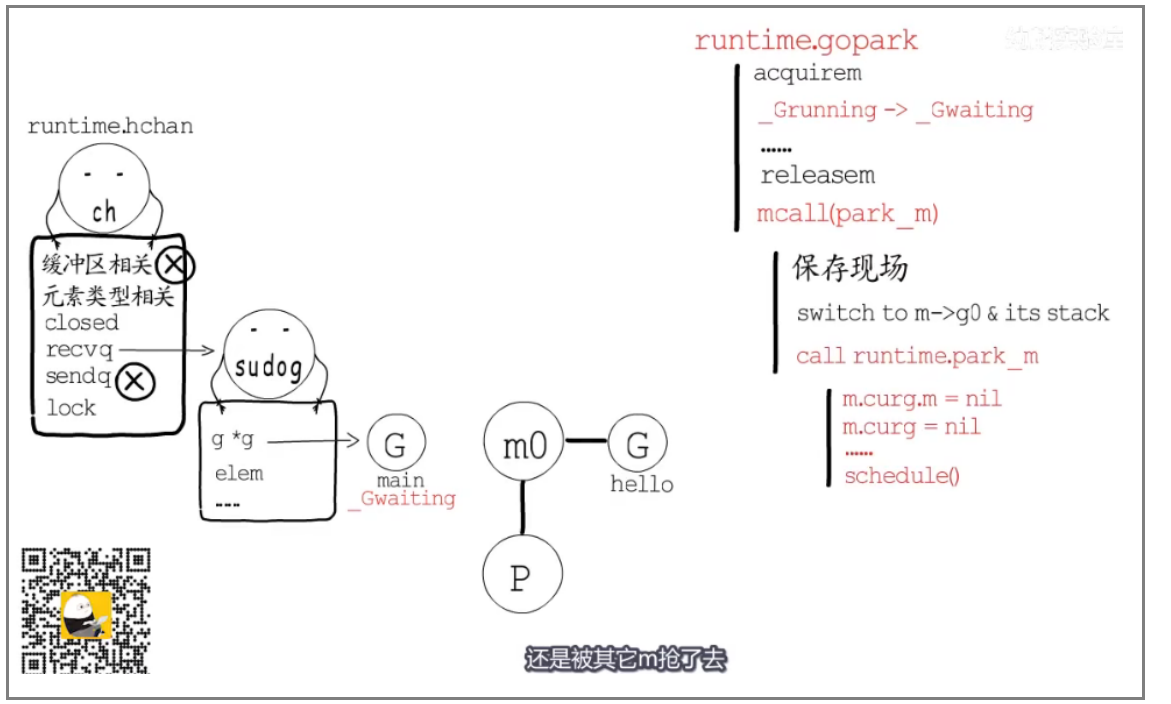 runtime.hchan
ch
缓冲区相关
元素类型相关
closed
recvq
sendq
lock
sudog
g *g
elem
...
G
main
_Gwaiting
m0
G
hello
P
runtime.gopark
acquirem
_Grunning -> _Gwaiting
......
releasem
mcall(park_m)
保存现场
switch to m->g0 & its stack
call runtime.park_m
m.curg.m = nil
m.curg = nil
......
schedule()
还是被其它m抢了去